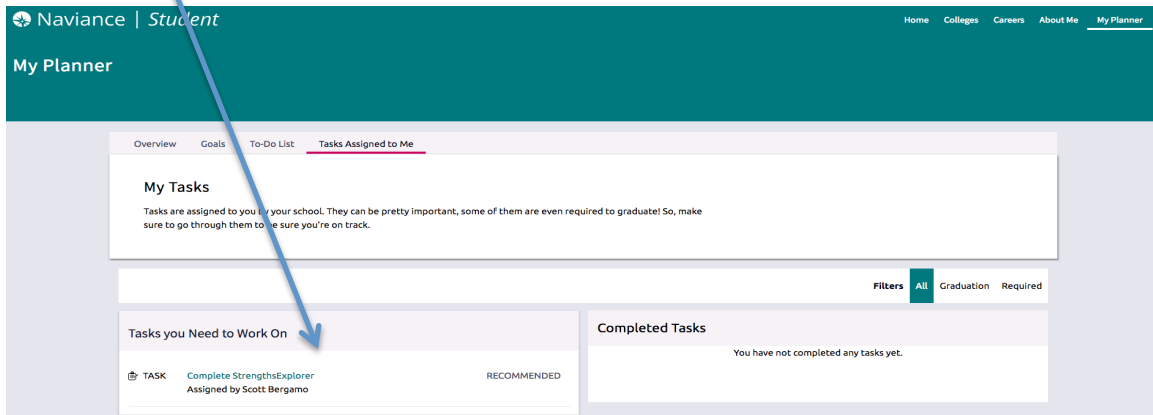 Naviance | Student
Home Colleges Careers About Me My Planner
My Planner
Overview Goals To-Do List Tasks Assigned to Me
My Tasks
Tasks are assigned to you by your school. They can be pretty important, some of them are even required to graduate! So, make
sure to go through them to be sure you're on track.
Filters All Graduation Required
Tasks you Need to Work On
TASK Complete StrengthsExplorer RECOMMENDED
Assigned by Scott Bergamo
Completed Tasks
You have not completed any tasks yet.